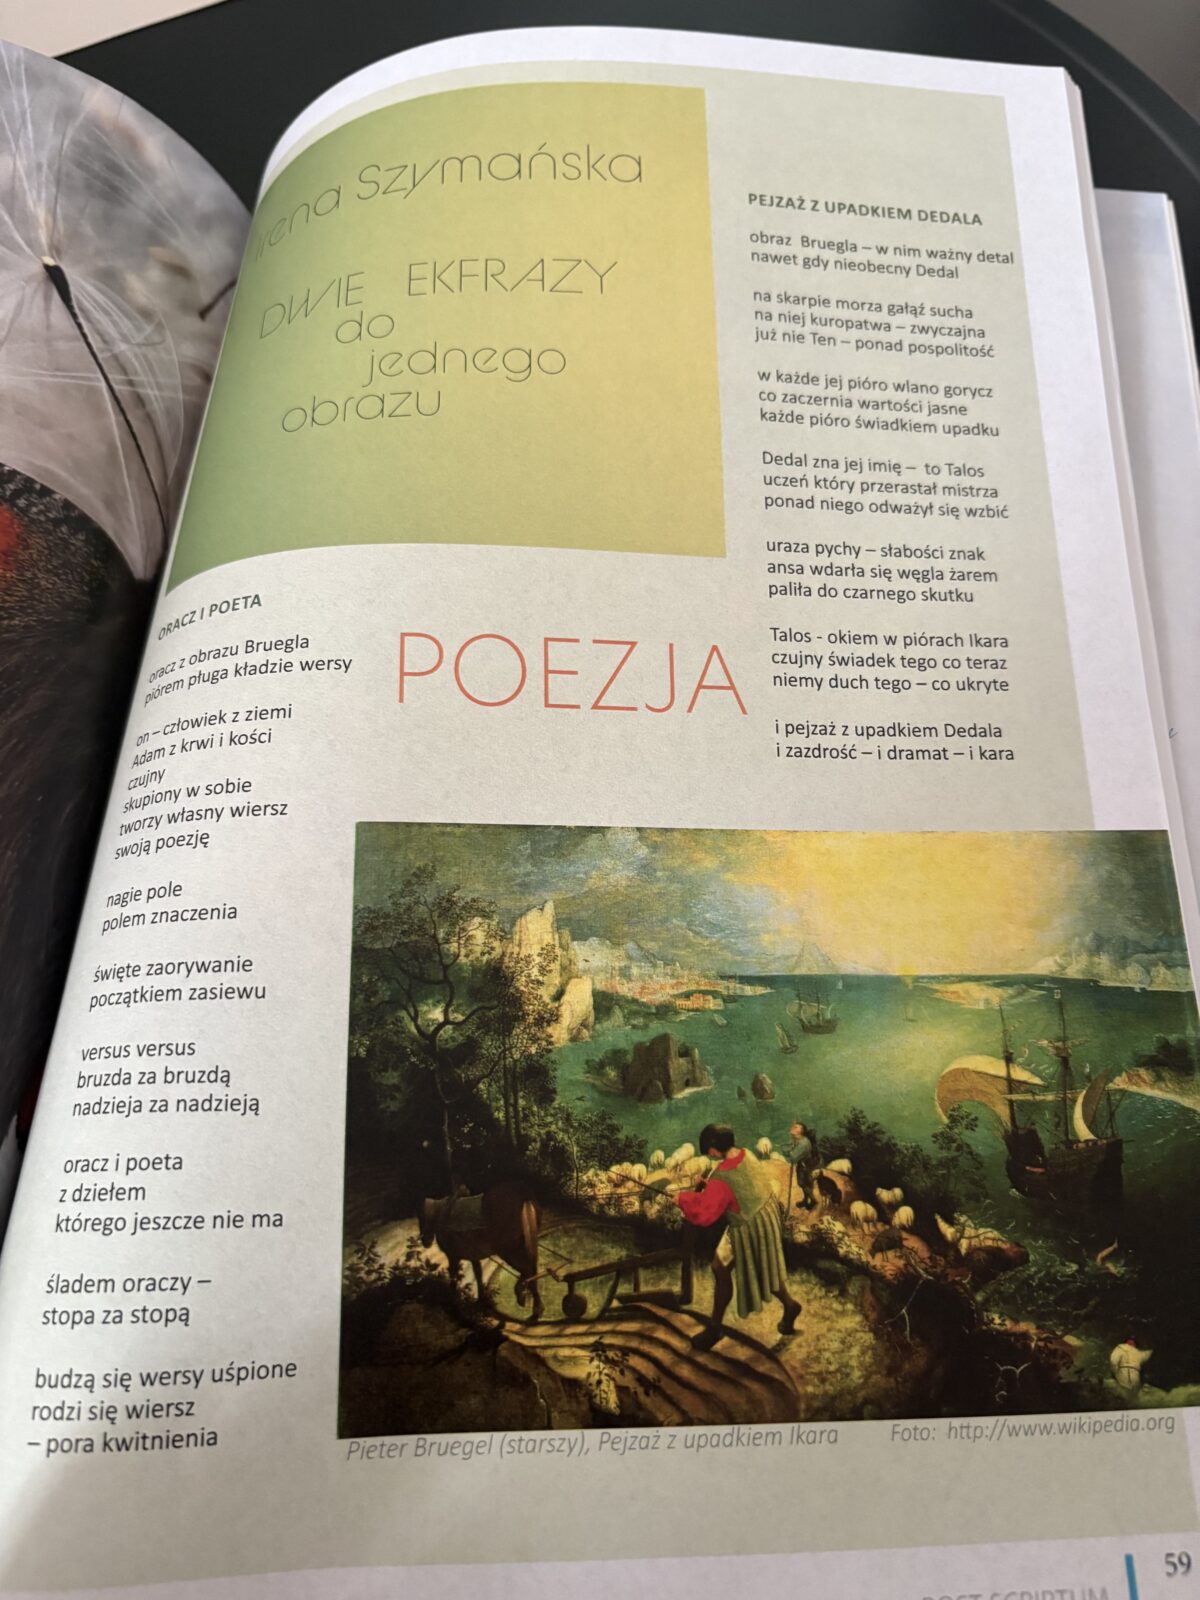 Irena Szymańska
DWIE EKFRAZY
do
jednego
obrazu
ORACZ I POETA
oracz z obrazu Bruegla
piórem pługa kładzie wersy
on – człowiek z ziemi
Adam z krwi i kości
czujny
skupiony w sobie
tworzy własny wiersz
swoją poezję
nagie pole
polem znaczenia
święte zaorywanie
początkiem zasiewu
versus versus
bruzda za bruzdą
nadzieja za nadzieją
oracz i poeta
z dziełem
którego jeszcze nie ma
śladem oraczy –
stopa za stopą
budzą się wersy uśpione
rodzi się wiersz
– pora kwitnienia
POEZJA
PEJZAŻ Z UPADKIEM DEDALA
obraz Bruegla – w nim ważny detal
nawet gdy nieobecny Dedal
na skarpie morza gałąź sucha
na niej kuropatwa – zwyczajna
już nie Ten – ponad pospolitość
w każde jej pióro wlano gorycz
co zaczernia wartości jasne
każde pióro świadkiem upadku
Dedal zna jej imię – to Talos
uczeń który przerastał mistrza
ponad niego odważył się wzbić
uraza pychy – słabości znak
ansa wdarła się węgla żarem
paliła do czarnego skutku
Talos - okiem w piórach Ikara
czujny świadek tego co teraz
niemy duch tego – co ukryte
i pejzaż z upadkiem Dedala
i zazdrość – i dramat – i kara
Pieter Bruegel (starszy), Pejzaż z upadkiem Ikara
Foto: http://www.wikipedia.org
POST SCRIPTUM
59